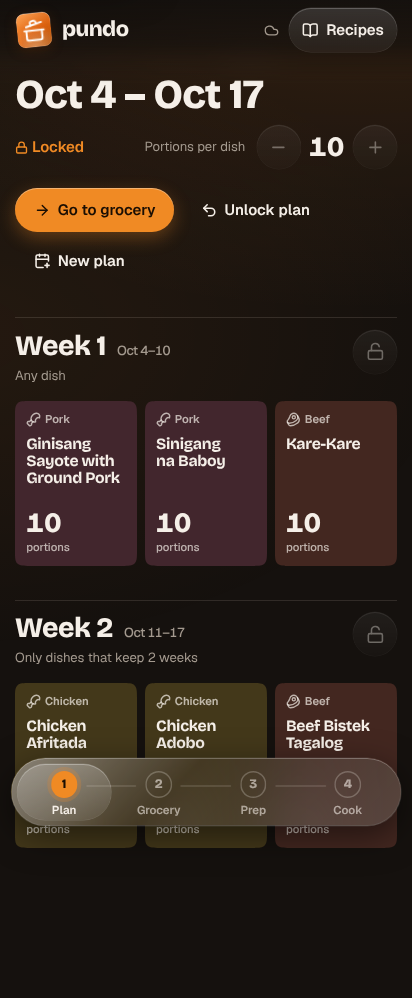 pundo
Recipes
Oct 4 – Oct 17
Locked
Portions per dish
10
Go to grocery
Unlock plan
New plan
Week 1 Oct 4–10
Any dish
Pork
Ginisang
Sayote with
Ground Pork
10
portions
Pork
Sinigang
na Baboy
10
portions
Beef
Kare-Kare
10
portions
Week 2 Oct 11–17
Only dishes that keep 2 weeks
Chicken
Chicken
Afritada
portions
Chicken
Chicken
Adobo
portions
Beef
Beef Bistek
Tagalog
portions
1
Plan
2
Grocery
3
Prep
4
Cook